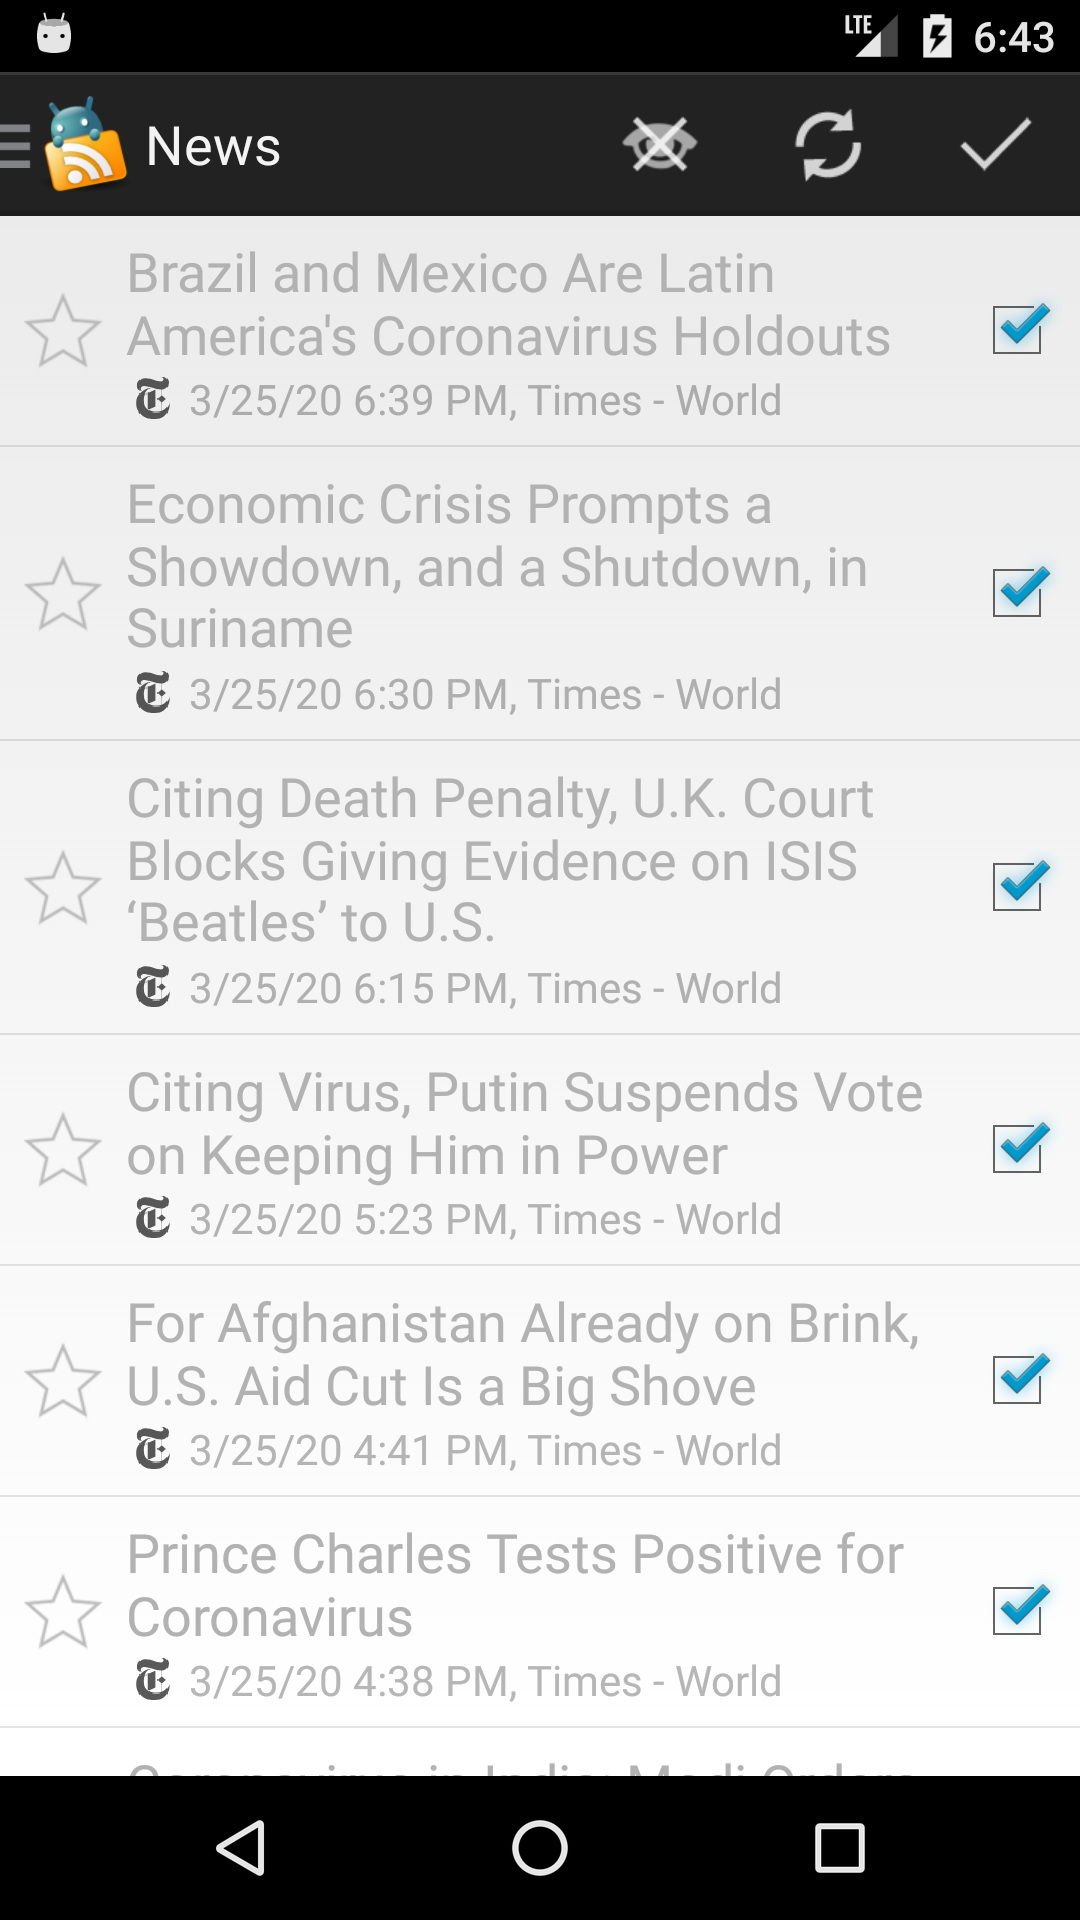 LTE 6:43
News
Brazil and Mexico Are Latin
America's Coronavirus Holdouts
3/25/20 6:39 PM, Times - World
Economic Crisis Prompts a
Showdown, and a Shutdown, in
Suriname
3/25/20 6:30 PM, Times - World
Citing Death Penalty, U.K. Court
Blocks Giving Evidence on ISIS
‘Beatles’ to U.S.
3/25/20 6:15 PM, Times - World
Citing Virus, Putin Suspends Vote
on Keeping Him in Power
3/25/20 5:23 PM, Times - World
For Afghanistan Already on Brink,
U.S. Aid Cut Is a Big Shove
3/25/20 4:41 PM, Times - World
Prince Charles Tests Positive for
Coronavirus
3/25/20 4:38 PM, Times - World
Coronavirus in India: Modi Orders